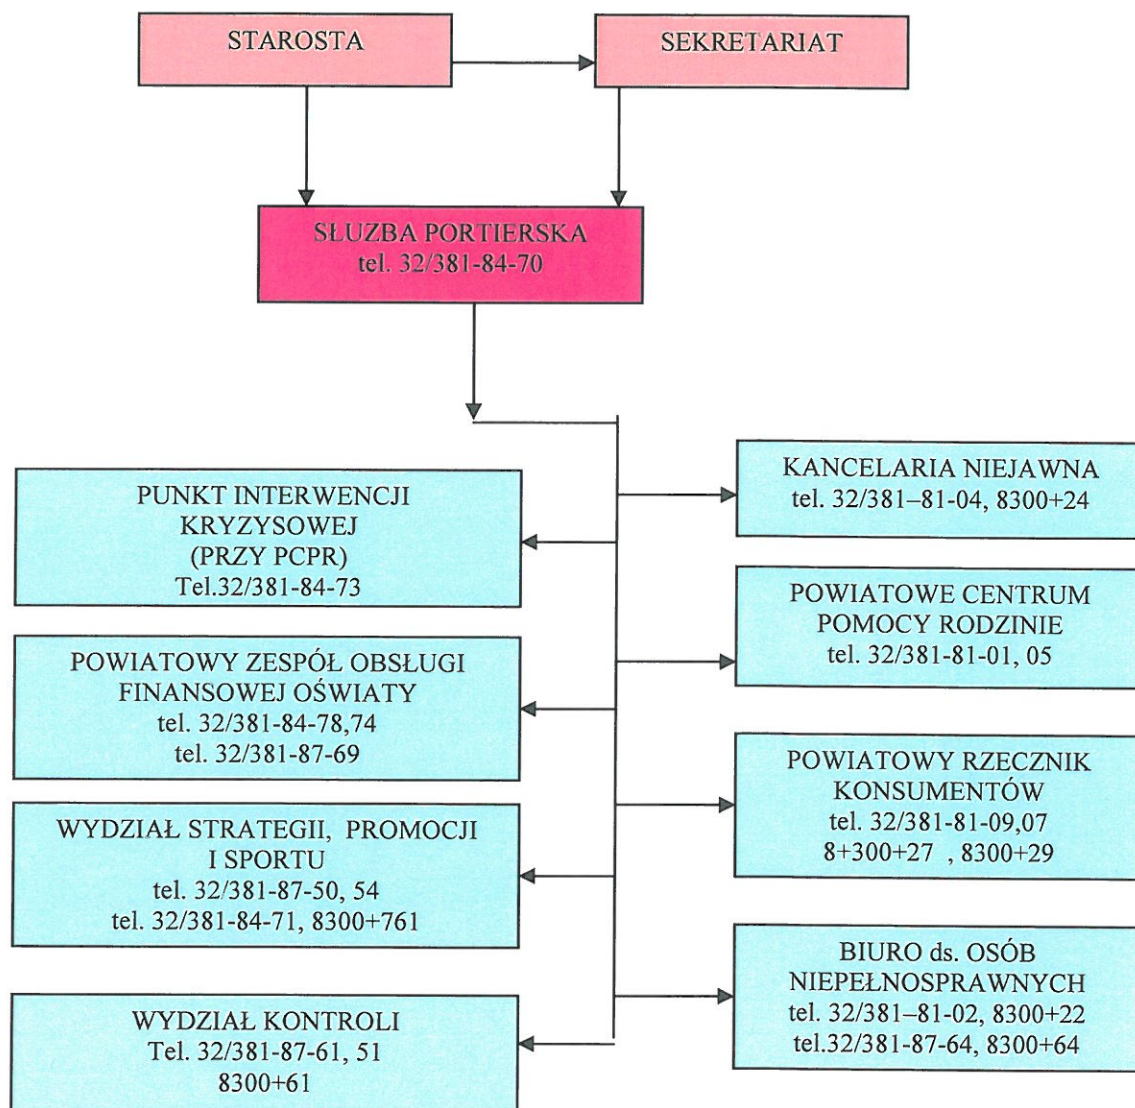 STAROSTA
SEKRETARIAT
SŁUZBA PORTIERSKA
tel. 32/381-84-70
PUNKT INTERWENCJI
KRYZYSOWEJ
(PRZY PCPR)
Tel.32/381-84-73
POWIATOWY ZESPÓŁ OBSŁUGI
FINANSOWEJ OŚWIATY
tel. 32/381-84-78,74
tel. 32/381-87-69
WYDZIAŁ STRATEGII, PROMOCJI
I SPORTU
tel. 32/381-87-50, 54
tel. 32/381-84-71, 8300+761
WYDZIAŁ KONTROLI
Tel. 32/381-87-61, 51
8300+61
KANCELARIA NIEJAWNA
tel. 32/381–81-04, 8300+24
POWIATOWE CENTRUM
POMOCY RODZINIE
tel. 32/381-81-01, 05
POWIATOWY RZECZNIK
KONSUMENTÓW
tel. 32/381-81-09,07
8+300+27 , 8300+29
BIURO ds. OSÓB
NIEPEŁNOSPRAWNYCH
tel. 32/381–81-02, 8300+22
tel.32/381-87-64, 8300+64